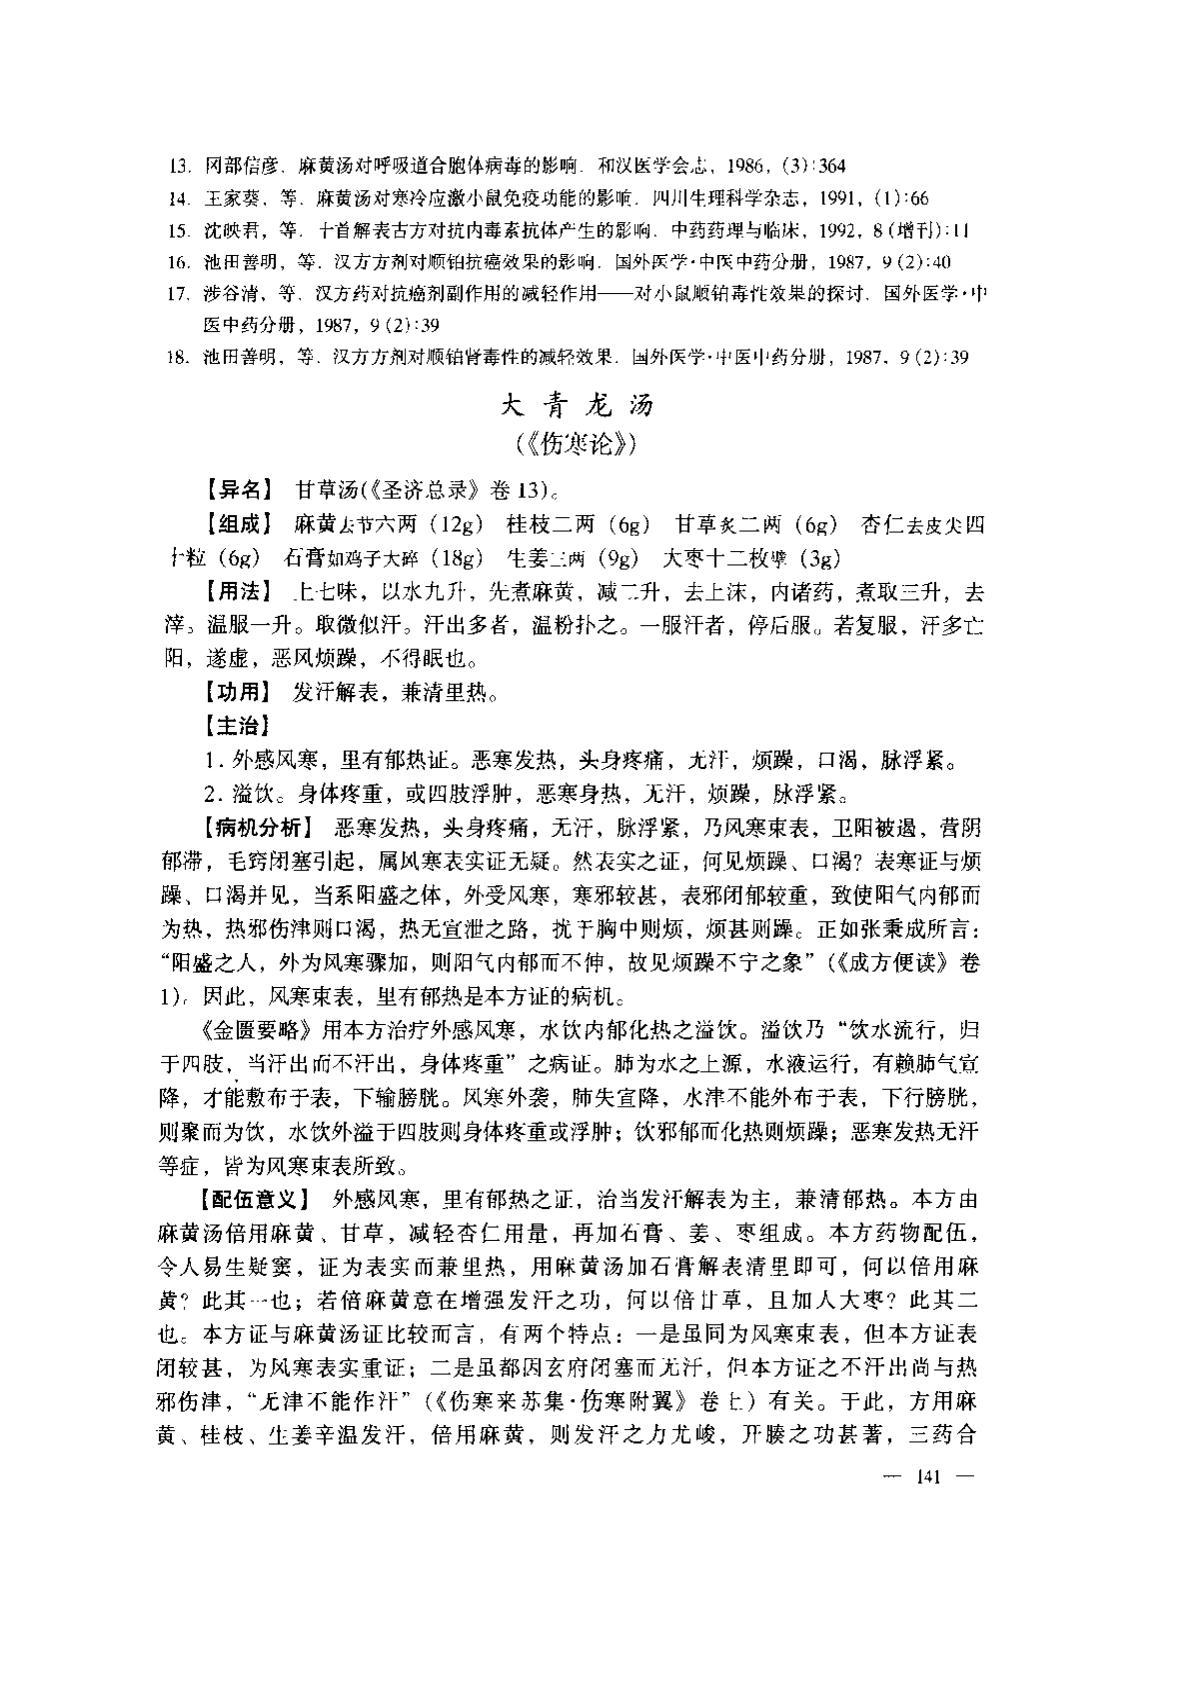 13. 冈部信彦. 麻黄汤对呼吸道合胞体病毒的影响. 和汉医学会志, 1986, (3):364
14. 王家葵, 等. 麻黄汤对寒冷应激小鼠免疫功能的影响. 四川生理科学杂志, 1991, (1):66
15. 沈映君, 等. 十首解表古方对抗内毒素抗体产生的影响. 中药药理与临床, 1992, 8(增刊):11
16. 池田善明, 等. 汉方方剂对顺铂抗癌效果的影响. 国外医学·中医中药分册, 1987, 9(2):40
17. 涉谷清, 等. 汉方药对抗癌剂副作用的减轻作用——对小鼠顺铂毒性效果的探讨. 国外医学·中
医中药分册, 1987, 9(2):39
18. 池田善明, 等. 汉方方剂对顺铂肾毒性的减轻效果. 国外医学·中医中药分册, 1987, 9(2):39
大青龙汤
(《伤寒论》)
【异名】 甘草汤(《圣济总录》卷13)。
【组成】 麻黄去节六两（12g） 桂枝二两（6g） 甘草炙二两（6g） 杏仁去皮尖四
十粒（6g） 石膏如鸡子大碎（18g） 生姜三两（9g） 大枣十二枚擘（3g）
【用法】 上七味，以水九升，先煮麻黄，减二升，去上沫，内诸药，煮取三升，去
滓。温服一升。取微似汗。汗出多者，温粉扑之。一服汗者，停后服。若复服，汗多亡
阳，遂虚，恶风烦躁，不得眠也。
【功用】 发汗解表，兼清里热。
【主治】
1. 外感风寒，里有郁热证。恶寒发热，头身疼痛，无汗，烦躁，口渴，脉浮紧。
2. 溢饮。身体疼重，或四肢浮肿，恶寒身热，无汗，烦躁，脉浮紧。
【病机分析】 恶寒发热，头身疼痛，无汗，脉浮紧，乃风寒束表，卫阳被遏，营阴
郁滞，毛窍闭塞引起，属风寒表实证无疑。然表实之证，何见烦躁、口渴？表寒证与烦
躁、口渴并见，当系阳盛之体，外受风寒，寒邪较甚，表邪闭郁较重，致使阳气内郁而
为热，热邪伤津则口渴，热无宣泄之路，扰于胸中则烦，烦甚则躁。正如张秉成所言：
“阳盛之人，外为风寒骤加，则阳气内郁而不伸，故见烦躁不宁之象”（《成方便读》卷
1）。因此，风寒束表，里有郁热是本方证的病机。
《金匮要略》用本方治疗外感风寒，水饮内郁化热之溢饮。溢饮乃“饮水流行，归
于四肢，当汗出而不汗出，身体疼重”之病证。肺为水之上源，水液运行，有赖肺气宣
降，才能敷布于表，下输膀胱。风寒外袭，肺失宣降，水津不能外布于表，下行膀胱，
则聚而为饮，水饮外溢于四肢则身体疼重或浮肿；饮邪郁而化热则烦躁；恶寒发热无汗
等症，皆为风寒束表所致。
【配伍意义】 外感风寒，里有郁热之证，治当发汗解表为主，兼清郁热。本方由
麻黄汤倍用麻黄、甘草，减轻杏仁用量，再加石膏、姜、枣组成。本方药物配伍，
令人易生疑窦，证为表实而兼里热，用麻黄汤加石膏解表清里即可，何以倍用麻
黄？此其一也；若倍麻黄意在增强发汗之功，何以倍甘草，且加入大枣？此其二
也。本方证与麻黄汤证比较而言，有两个特点：一是虽同为风寒束表，但本方证表
闭较甚，为风寒表实重证；二是虽都因玄府闭塞而无汗，但本方证之不汗出尚与热
邪伤津，“无津不能作汗”（《伤寒来苏集·伤寒附翼》卷上）有关。于此，方用麻
黄、桂枝、生姜辛温发汗，倍用麻黄，则发汗之力尤峻，开腠之功甚著，三药合
— 141 —